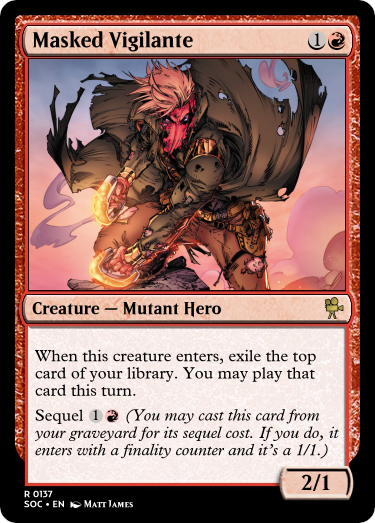 Masked Vigilante 1
Creature — Mutant Hero
When this creature enters, exile the top
card of your library. You may play that
card this turn.
Sequel 1 (You may cast this card from
your graveyard for its sequel cost. If you do, it
enters with a finality counter and it's a 1/1.)
2/1
R 0137
SOC • EN Matt James